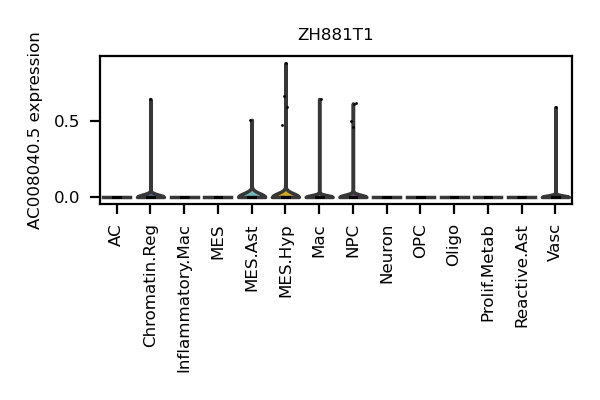 ZH881T1
AC008040.5 expression
0.5
0.0
AC
Chromatin.Reg
Inflammatory.Mac
MES
MES.Ast
MES.Hyp
Mac
NPC
Neuron
OPC
Oligo
Prolif.Metab
Reactive.Ast
Vasc